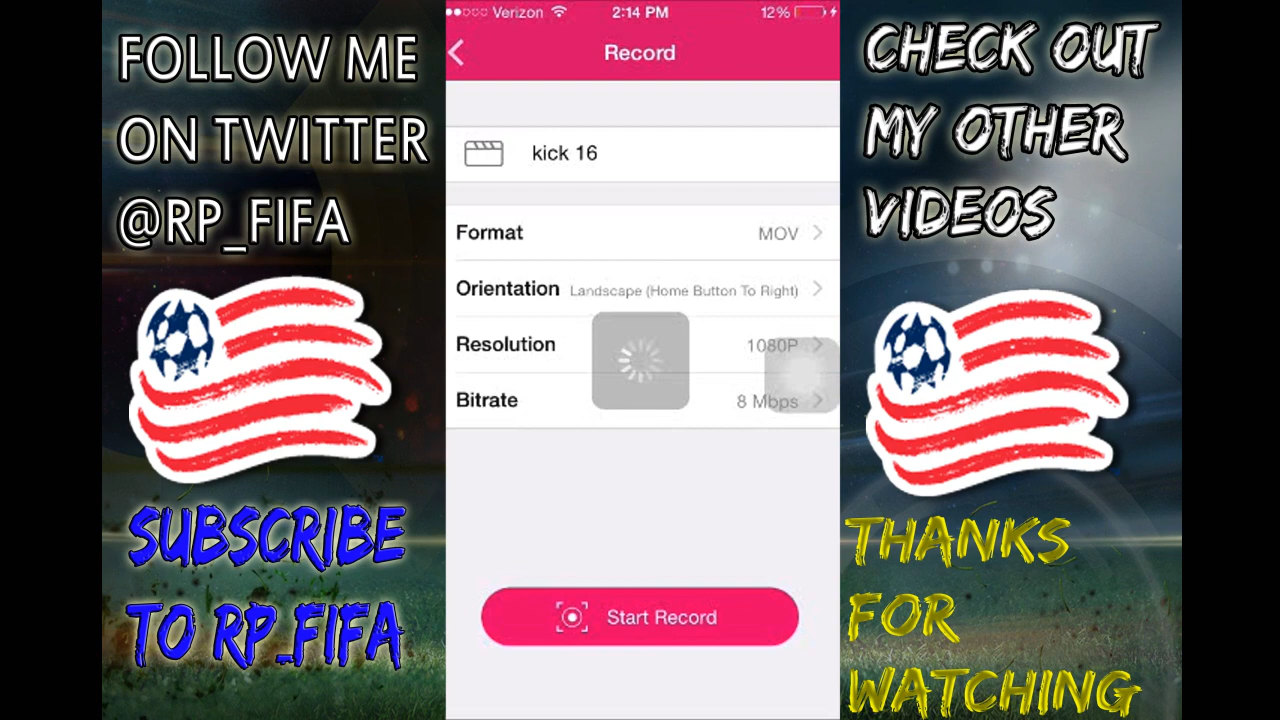 FOLLOW ME
ON TWITTER
@RP_FIFA
SUBSCRIBE
TO RP_FIFA
Verizon 2:14 PM 12%
Record
kick 16
Format MOV
Orientation Landscape (Home Button To Right)
Resolution 1080P
Bitrate 8 Mbps
Start Record
CHECK OUT
MY OTHER
VIDEOS
THANKS
FOR
WATCHING